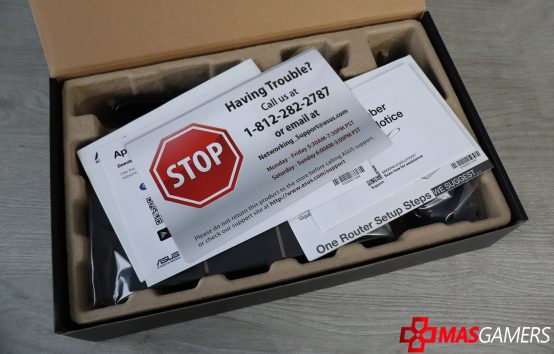 Having Trouble?
Call us at
1-812-282-2787
or email at
Networking_Support@asus.com
Monday - Friday 5:30AM-7:30PM PST
Saturday - Sunday 6:00AM-3:00PM PST
STOP
Please do not return this product to the store before calling ASUS support,
or check our support site at http://www.asus.com/support
Ap
ASUS
ber
Notice
WE SUGGEST...
One Router Setup Steps
MASGAMERS